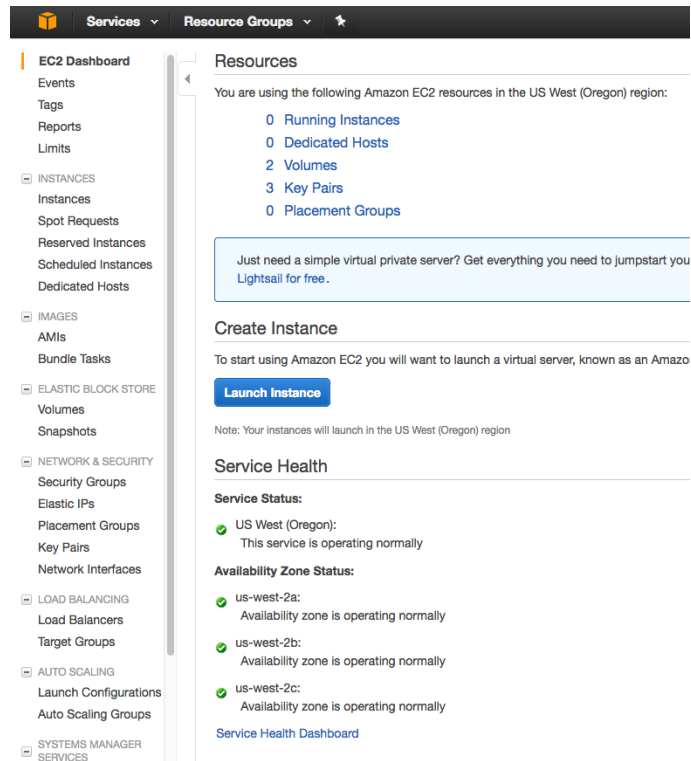 Services
Resource Groups
EC2 Dashboard
Events
Tags
Reports
Limits
INSTANCES
Instances
Spot Requests
Reserved Instances
Scheduled Instances
Dedicated Hosts
IMAGES
AMIs
Bundle Tasks
ELASTIC BLOCK STORE
Volumes
Snapshots
NETWORK & SECURITY
Security Groups
Elastic IPs
Placement Groups
Key Pairs
Network Interfaces
LOAD BALANCING
Load Balancers
Target Groups
AUTO SCALING
Launch Configurations
Auto Scaling Groups
SYSTEMS MANAGER
SERVICES
Resources
You are using the following Amazon EC2 resources in the US West (Oregon) region:
0 Running Instances
0 Dedicated Hosts
2 Volumes
3 Key Pairs
0 Placement Groups
Just need a simple virtual private server? Get everything you need to jumpstart you
Lightsail for free.
Create Instance
To start using Amazon EC2 you will want to launch a virtual server, known as an Amazo
Launch Instance
Note: Your instances will launch in the US West (Oregon) region
Service Health
Service Status:
US West (Oregon):
This service is operating normally
Availability Zone Status:
us-west-2a:
Availability zone is operating normally
us-west-2b:
Availability zone is operating normally
us-west-2c:
Availability zone is operating normally
Service Health Dashboard